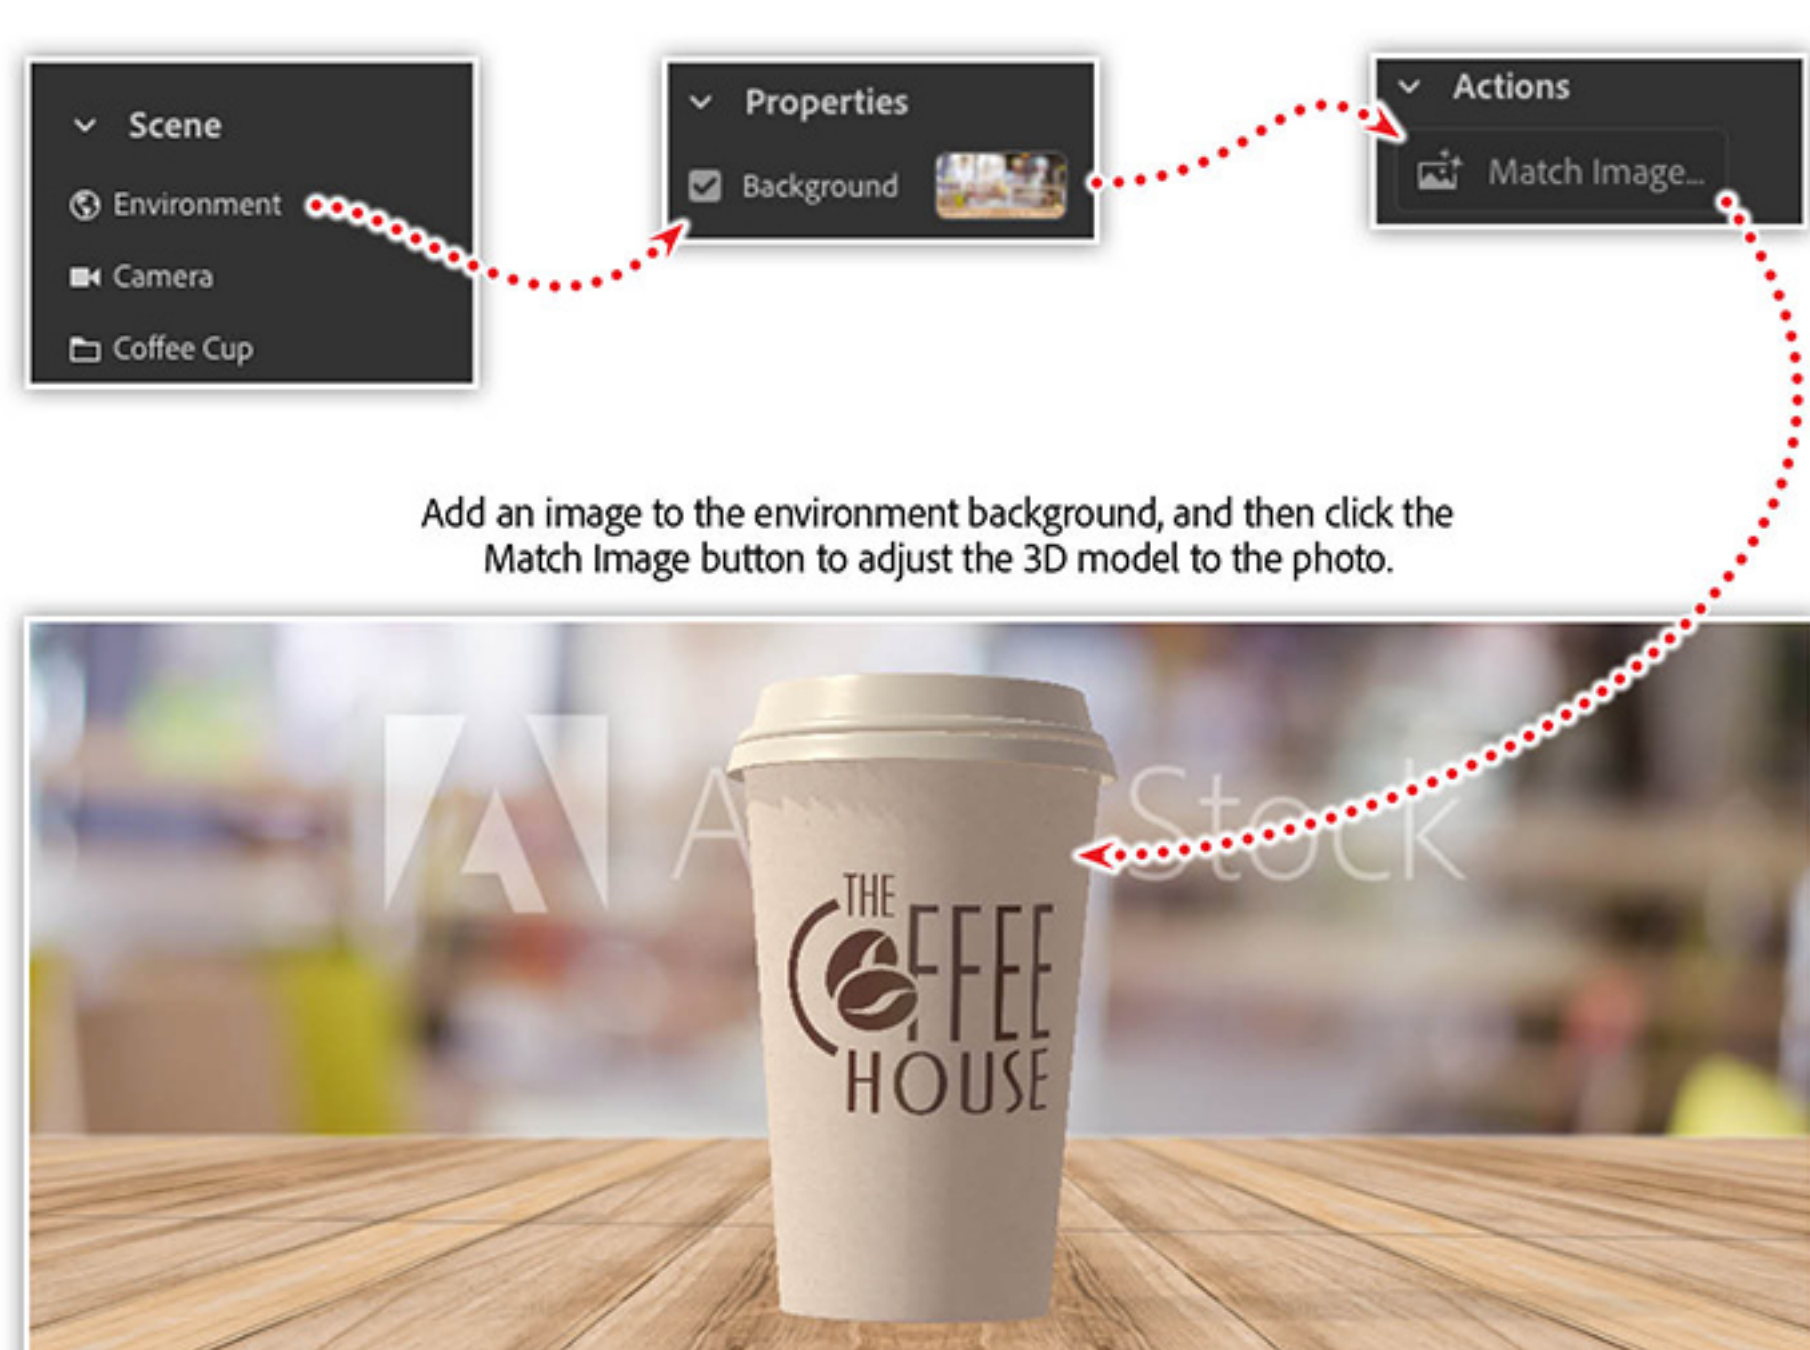 Scene
Environment
Camera
Coffee Cup
Properties
Background
Actions
Match Image...
Add an image to the environment background, and then click the
Match Image button to adjust the 3D model to the photo.
A Stock
THE
COFFEE
HOUSE